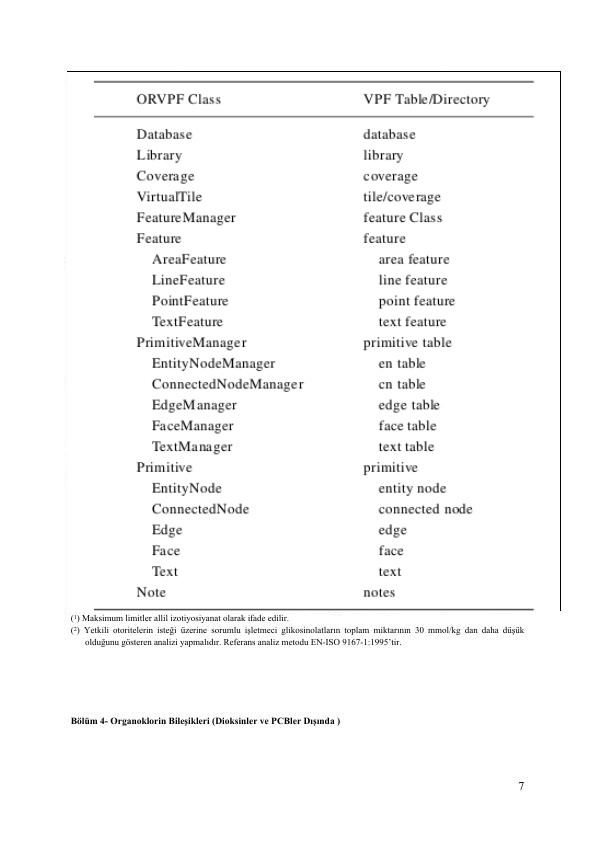 ORVPF Class VPF Table/Directory
Database database
Library library
Coverage coverage
VirtualTile tile/coverage
FeatureManager feature Class
Feature feature
AreaFeature area feature
LineFeature line feature
PointFeature point feature
TextFeature text feature
PrimitiveManager primitive table
EntityNodeManager en table
ConnectedNodeManager cn table
EdgeManager edge table
FaceManager face table
TextManager text table
Primitive primitive
EntityNode entity node
ConnectedNode connected node
Edge edge
Face face
Text text
Note notes
(¹) Maksimum limitler allil izotiyosiyanat olarak ifade edilir.
(²) Yetkili otoritelerin isteği üzerine sorumlu işletmeci glikosinolatların toplam miktarının 30 mmol/kg dan daha düşük
olduğunu gösteren analizi yapmalıdır. Referans analiz metodu EN-ISO 9167-1:1995’tir.
Bölüm 4- Organoklorin Bileşikleri (Dioksinler ve PCBler Dışında )
7